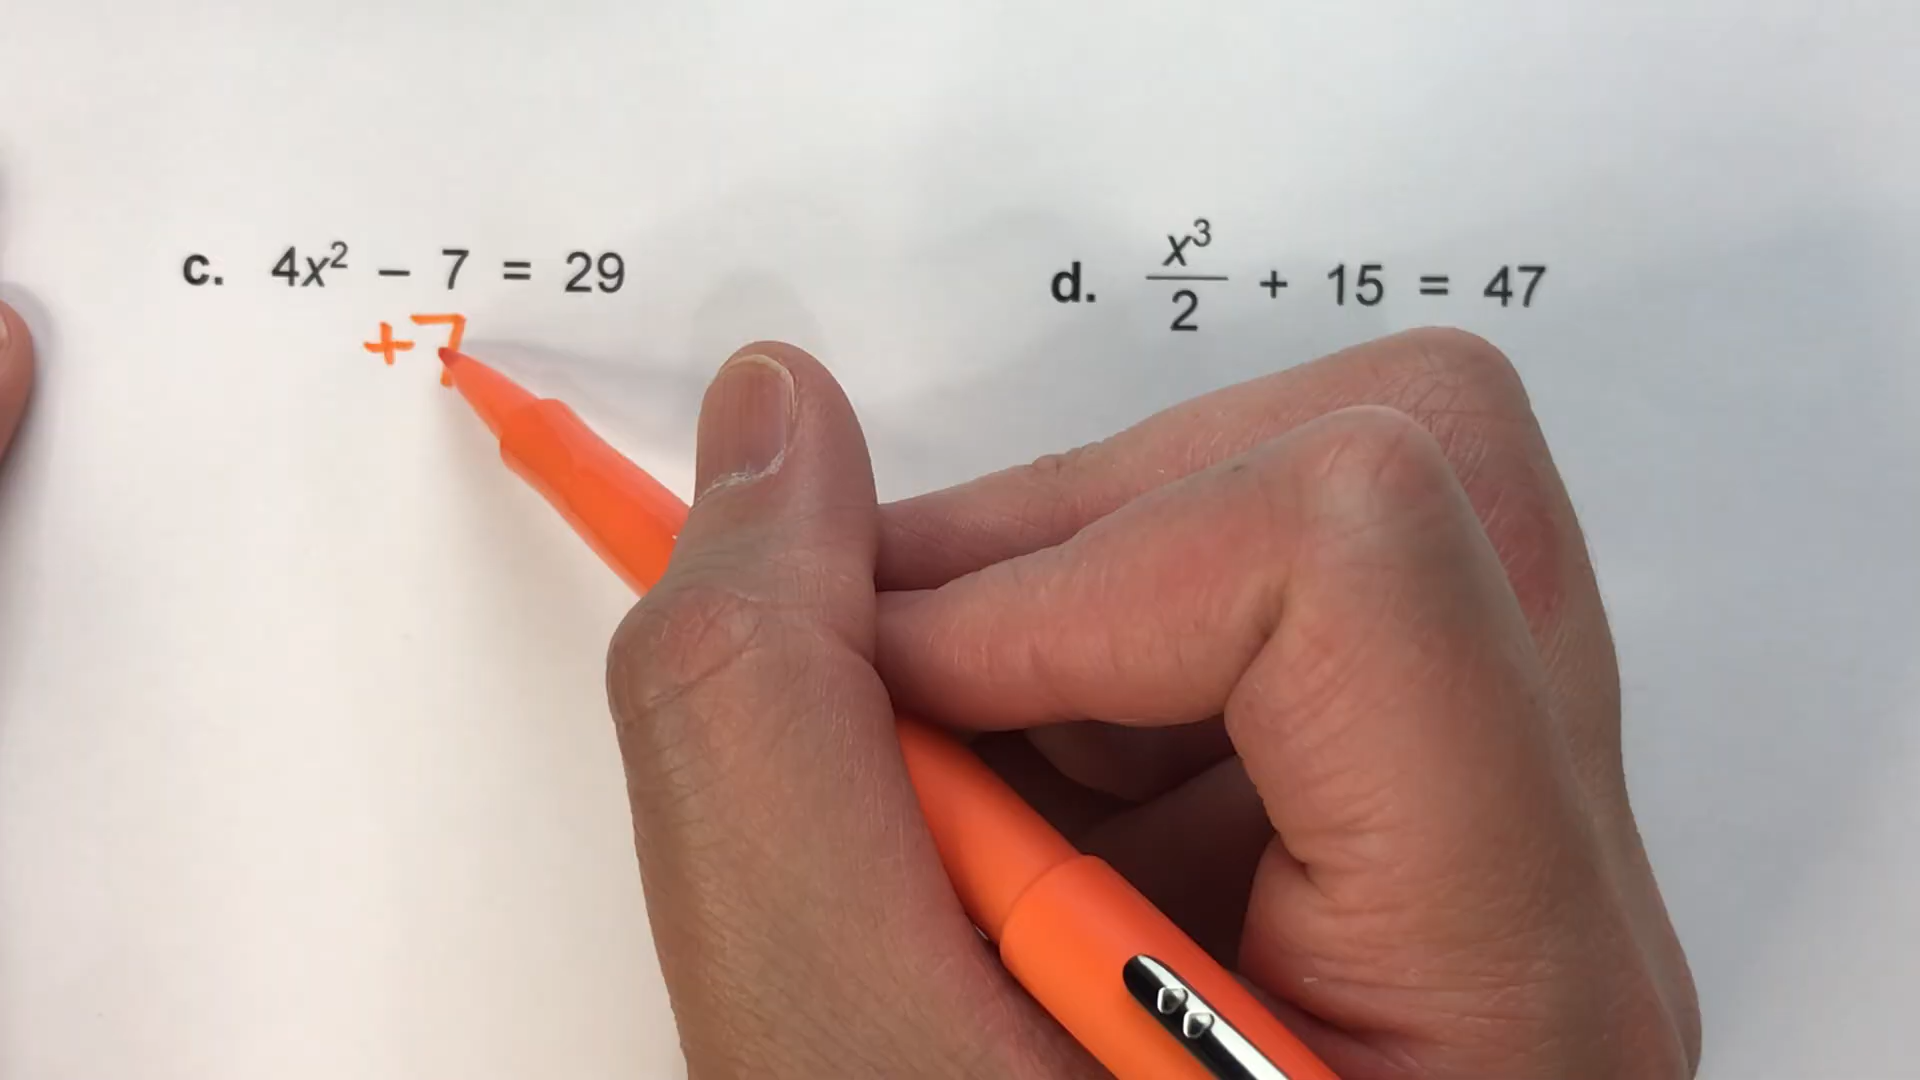 c. 4x² – 7 = 29
+7
d. x³/2 + 15 = 47